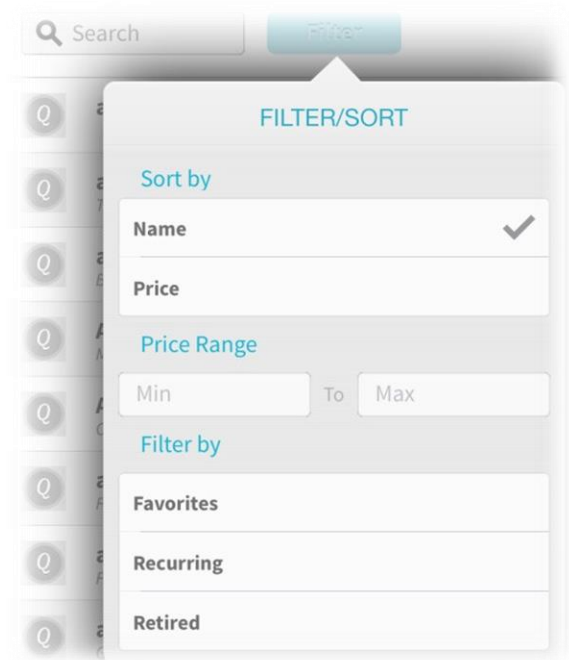 Search
Filter
FILTER/SORT
Sort by
Name
Price
Price Range
Min To Max
Filter by
Favorites
Recurring
Retired
Q
Q
Q
Q
Q
Q
Q
Q